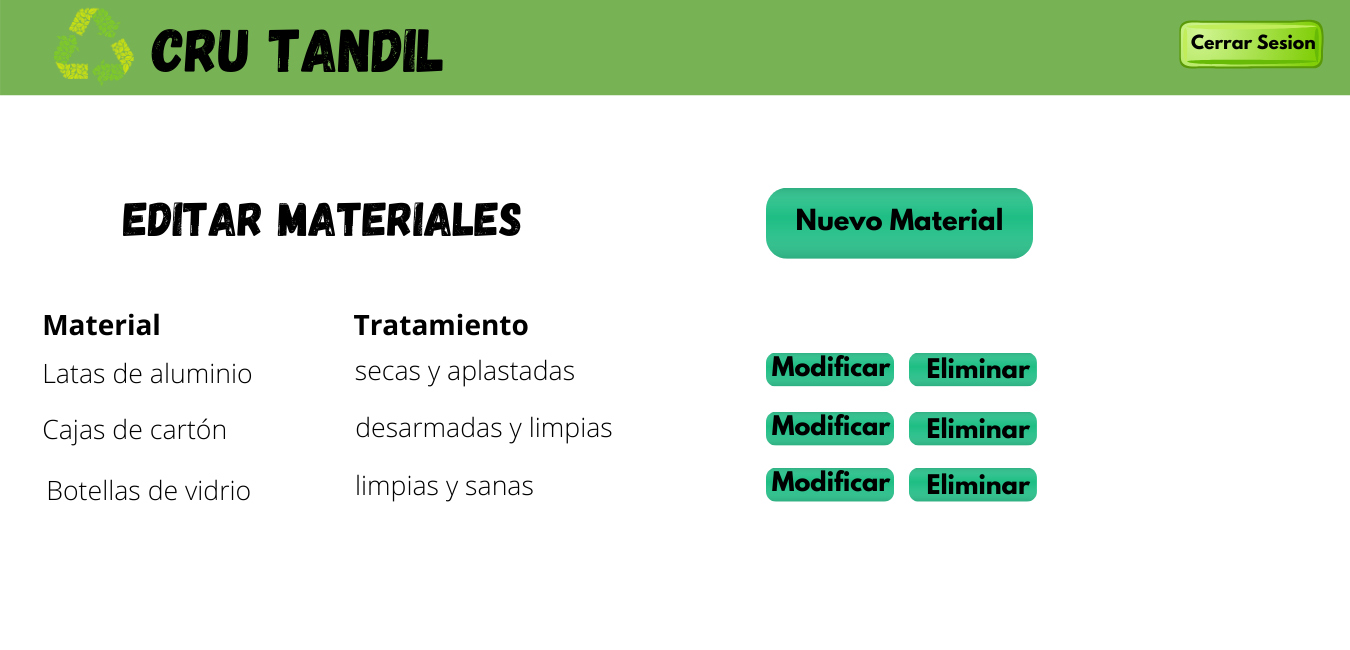 CRU TANDIL
Cerrar Sesion
EDITAR MATERIALES
Nuevo Material
Material Tratamiento
Latas de aluminio secas y aplastadas Modificar Eliminar
Cajas de cartón desarmadas y limpias Modificar Eliminar
Botellas de vidrio limpias y sanas Modificar Eliminar